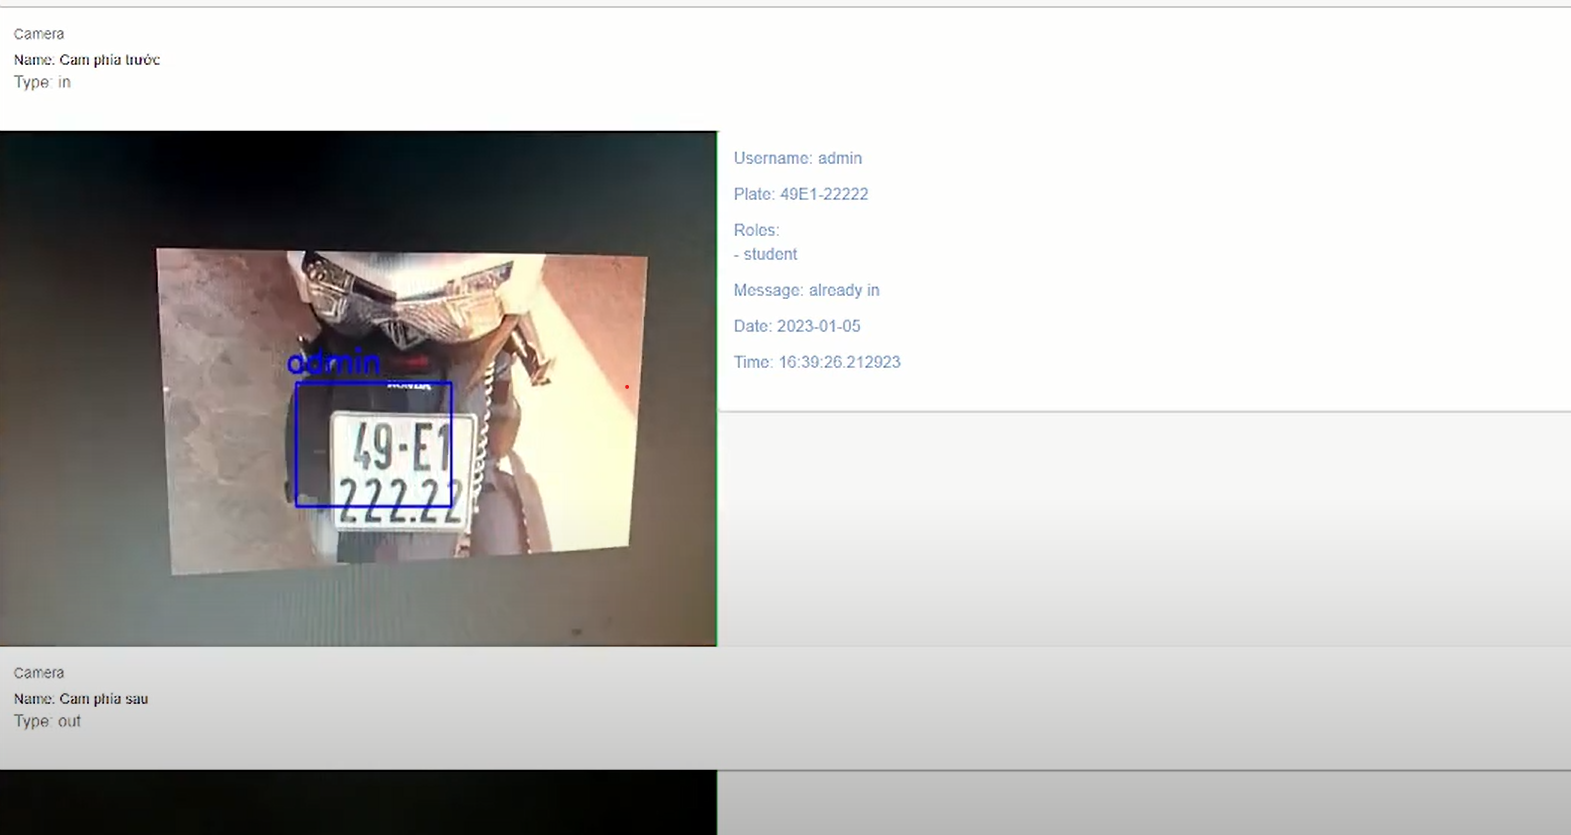 Camera
Name: Cam phía trước
Type: in
Username: admin
Plate: 49E1-22222
Roles:
- student
Message: already in
Date: 2023-01-05
Time: 16:39:26.212923
admin
HONDA
49-E1
222.22
Camera
Name: Cam phía sau
Type: out